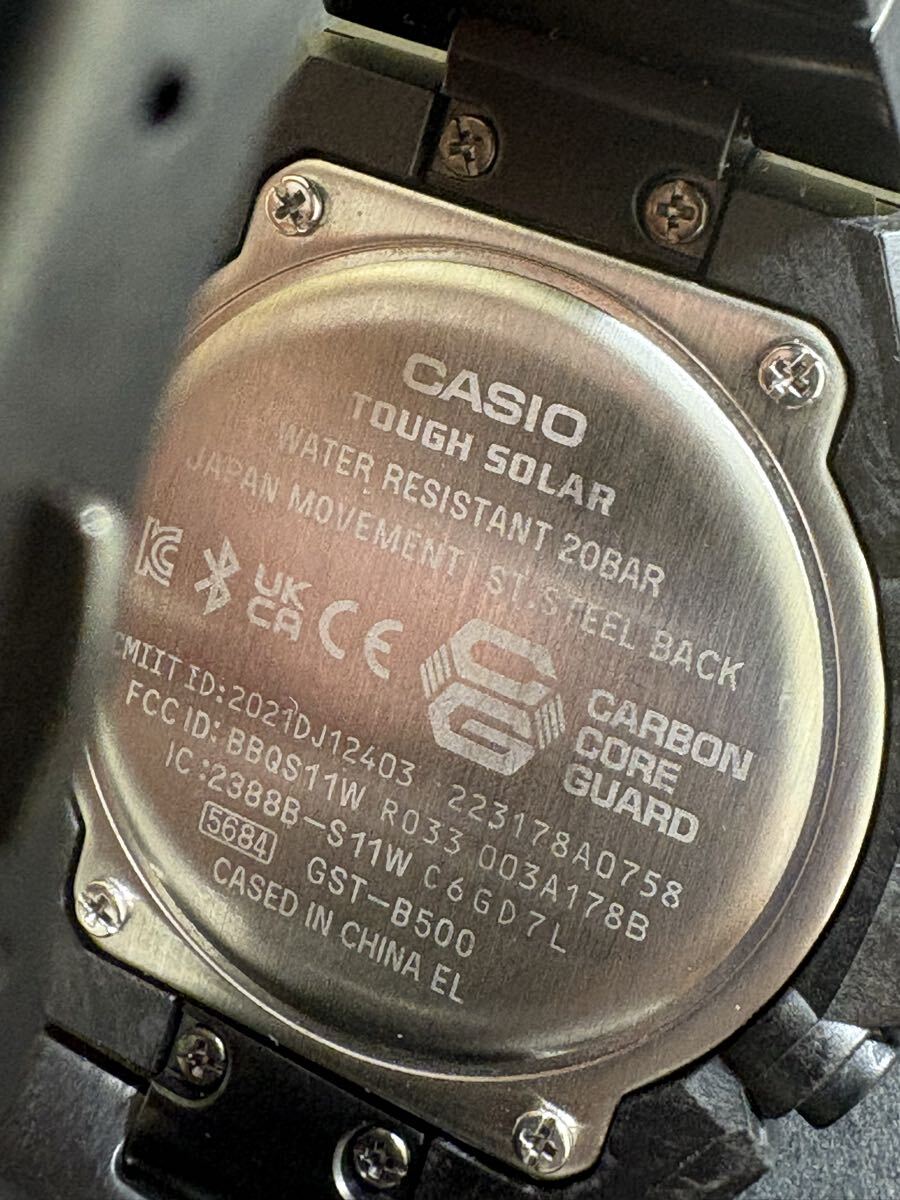 CASIO
TOUGH SOLAR
WATER RESISTANT 20BAR
JAPAN MOVEMENT ST.STEEL BACK
UK
CA CE
CG
CARBON
CORE
GUARD
CMIIT ID:2021DJ12403 223178A0758
FCC ID: BBQS11W R033 003A178B
IC:2388B-S11W C6GD7L
5684 GST-B500
CASED IN CHINA EL